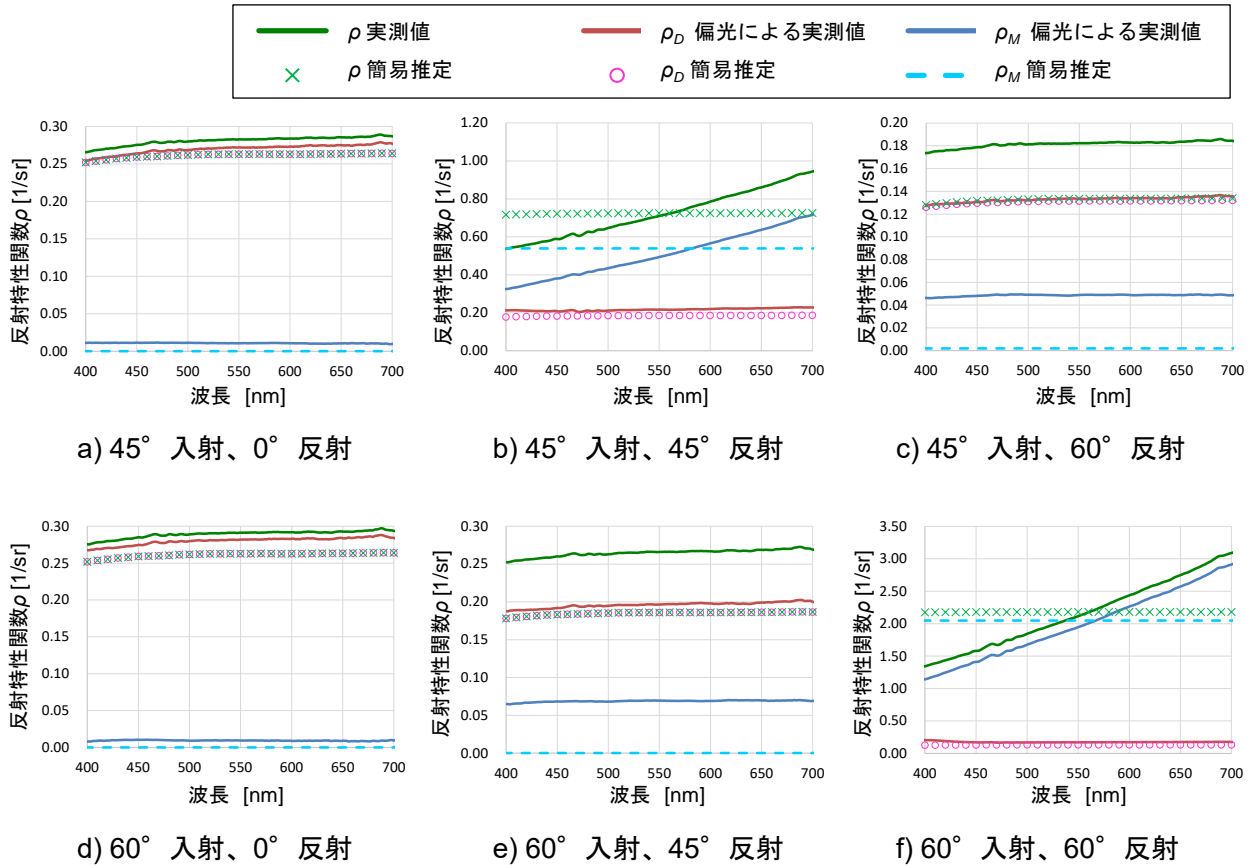 ρ 実測値
ρD 偏光による実測値
ρM 偏光による実測値
ρ 簡易推定
ρD 簡易推定
ρM 簡易推定
反射特性関数ρ [1/sr]
0.30
0.25
0.20
0.15
0.10
0.05
0.00
400 450 500 550 600 650 700
波長 [nm]
a) 45° 入射、0° 反射
反射特性関数ρ [1/sr]
1.20
1.00
0.80
0.60
0.40
0.20
0.00
400 450 500 550 600 650 700
波長 [nm]
b) 45° 入射、45° 反射
反射特性関数ρ [1/sr]
0.20
0.18
0.16
0.14
0.12
0.10
0.08
0.06
0.04
0.02
0.00
400 450 500 550 600 650 700
波長 [nm]
c) 45° 入射、60° 反射
反射特性関数ρ [1/sr]
0.30
0.25
0.20
0.15
0.10
0.05
0.00
400 450 500 550 600 650 700
波長 [nm]
d) 60° 入射、0° 反射
反射特性関数ρ [1/sr]
0.30
0.25
0.20
0.15
0.10
0.05
0.00
400 450 500 550 600 650 700
波長 [nm]
e) 60° 入射、45° 反射
反射特性関数ρ [1/sr]
3.50
3.00
2.50
2.00
1.50
1.00
0.50
0.00
400 450 500 550 600 650 700
波長 [nm]
f) 60° 入射、60° 反射